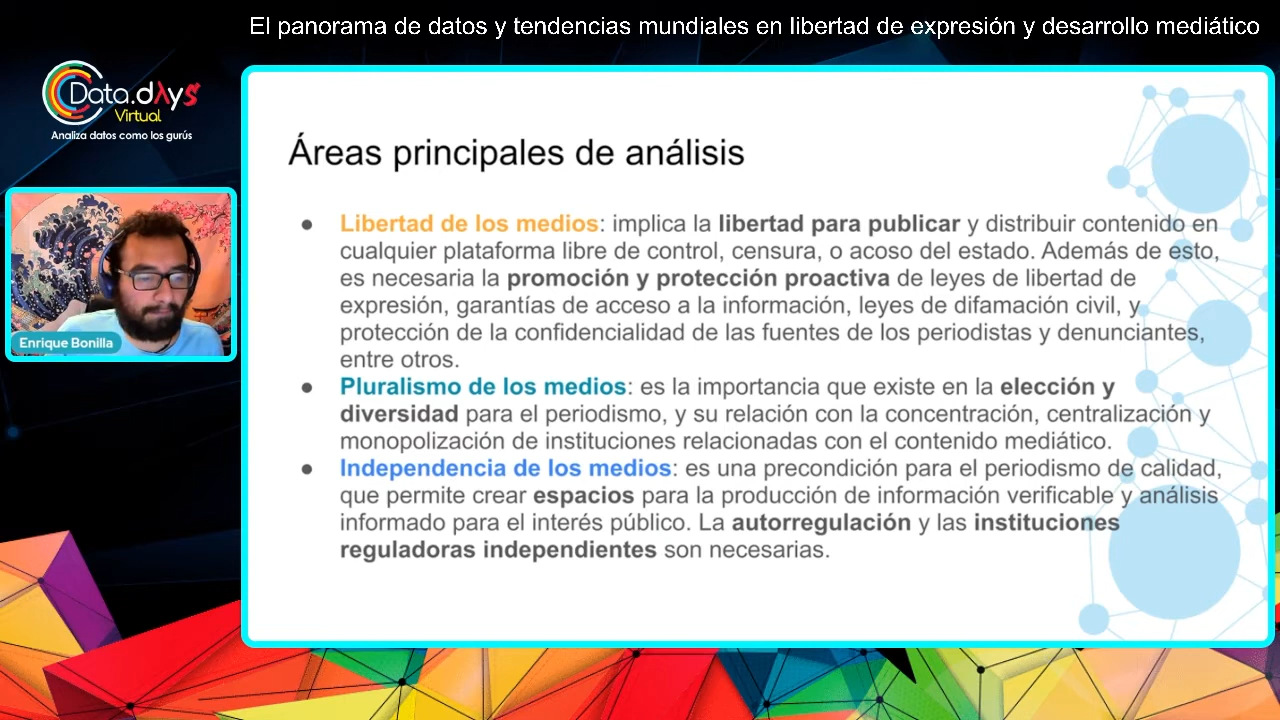 El panorama de datos y tendencias mundiales en libertad de expresión y desarrollo mediático
Data.dAys
Virtual
Analiza datos como los gurús
Enrique Bonilla
Áreas principales de análisis
● Libertad de los medios: implica la libertad para publicar y distribuir contenido en
cualquier plataforma libre de control, censura, o acoso del estado. Además de esto,
es necesaria la promoción y protección proactiva de leyes de libertad de
expresión, garantías de acceso a la información, leyes de difamación civil, y
protección de la confidencialidad de las fuentes de los periodistas y denunciantes,
entre otros.
● Pluralismo de los medios: es la importancia que existe en la elección y
diversidad para el periodismo, y su relación con la concentración, centralización y
monopolización de instituciones relacionadas con el contenido mediático.
● Independencia de los medios: es una precondición para el periodismo de calidad,
que permite crear espacios para la producción de información verificable y análisis
informado para el interés público. La autorregulación y las instituciones
reguladoras independientes son necesarias.